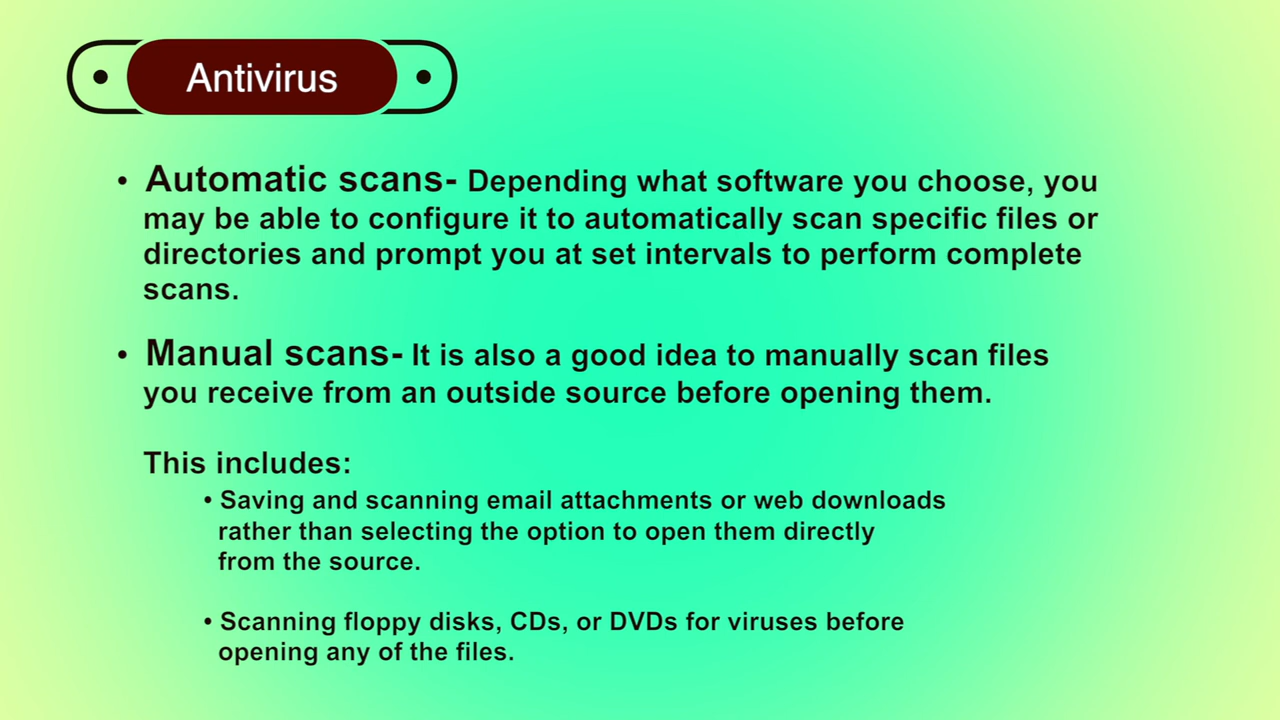 Antivirus
• Automatic scans- Depending what software you choose, you
may be able to configure it to automatically scan specific files or
directories and prompt you at set intervals to perform complete
scans.
• Manual scans- It is also a good idea to manually scan files
you receive from an outside source before opening them.
This includes:
• Saving and scanning email attachments or web downloads
rather than selecting the option to open them directly
from the source.
• Scanning floppy disks, CDs, or DVDs for viruses before
opening any of the files.